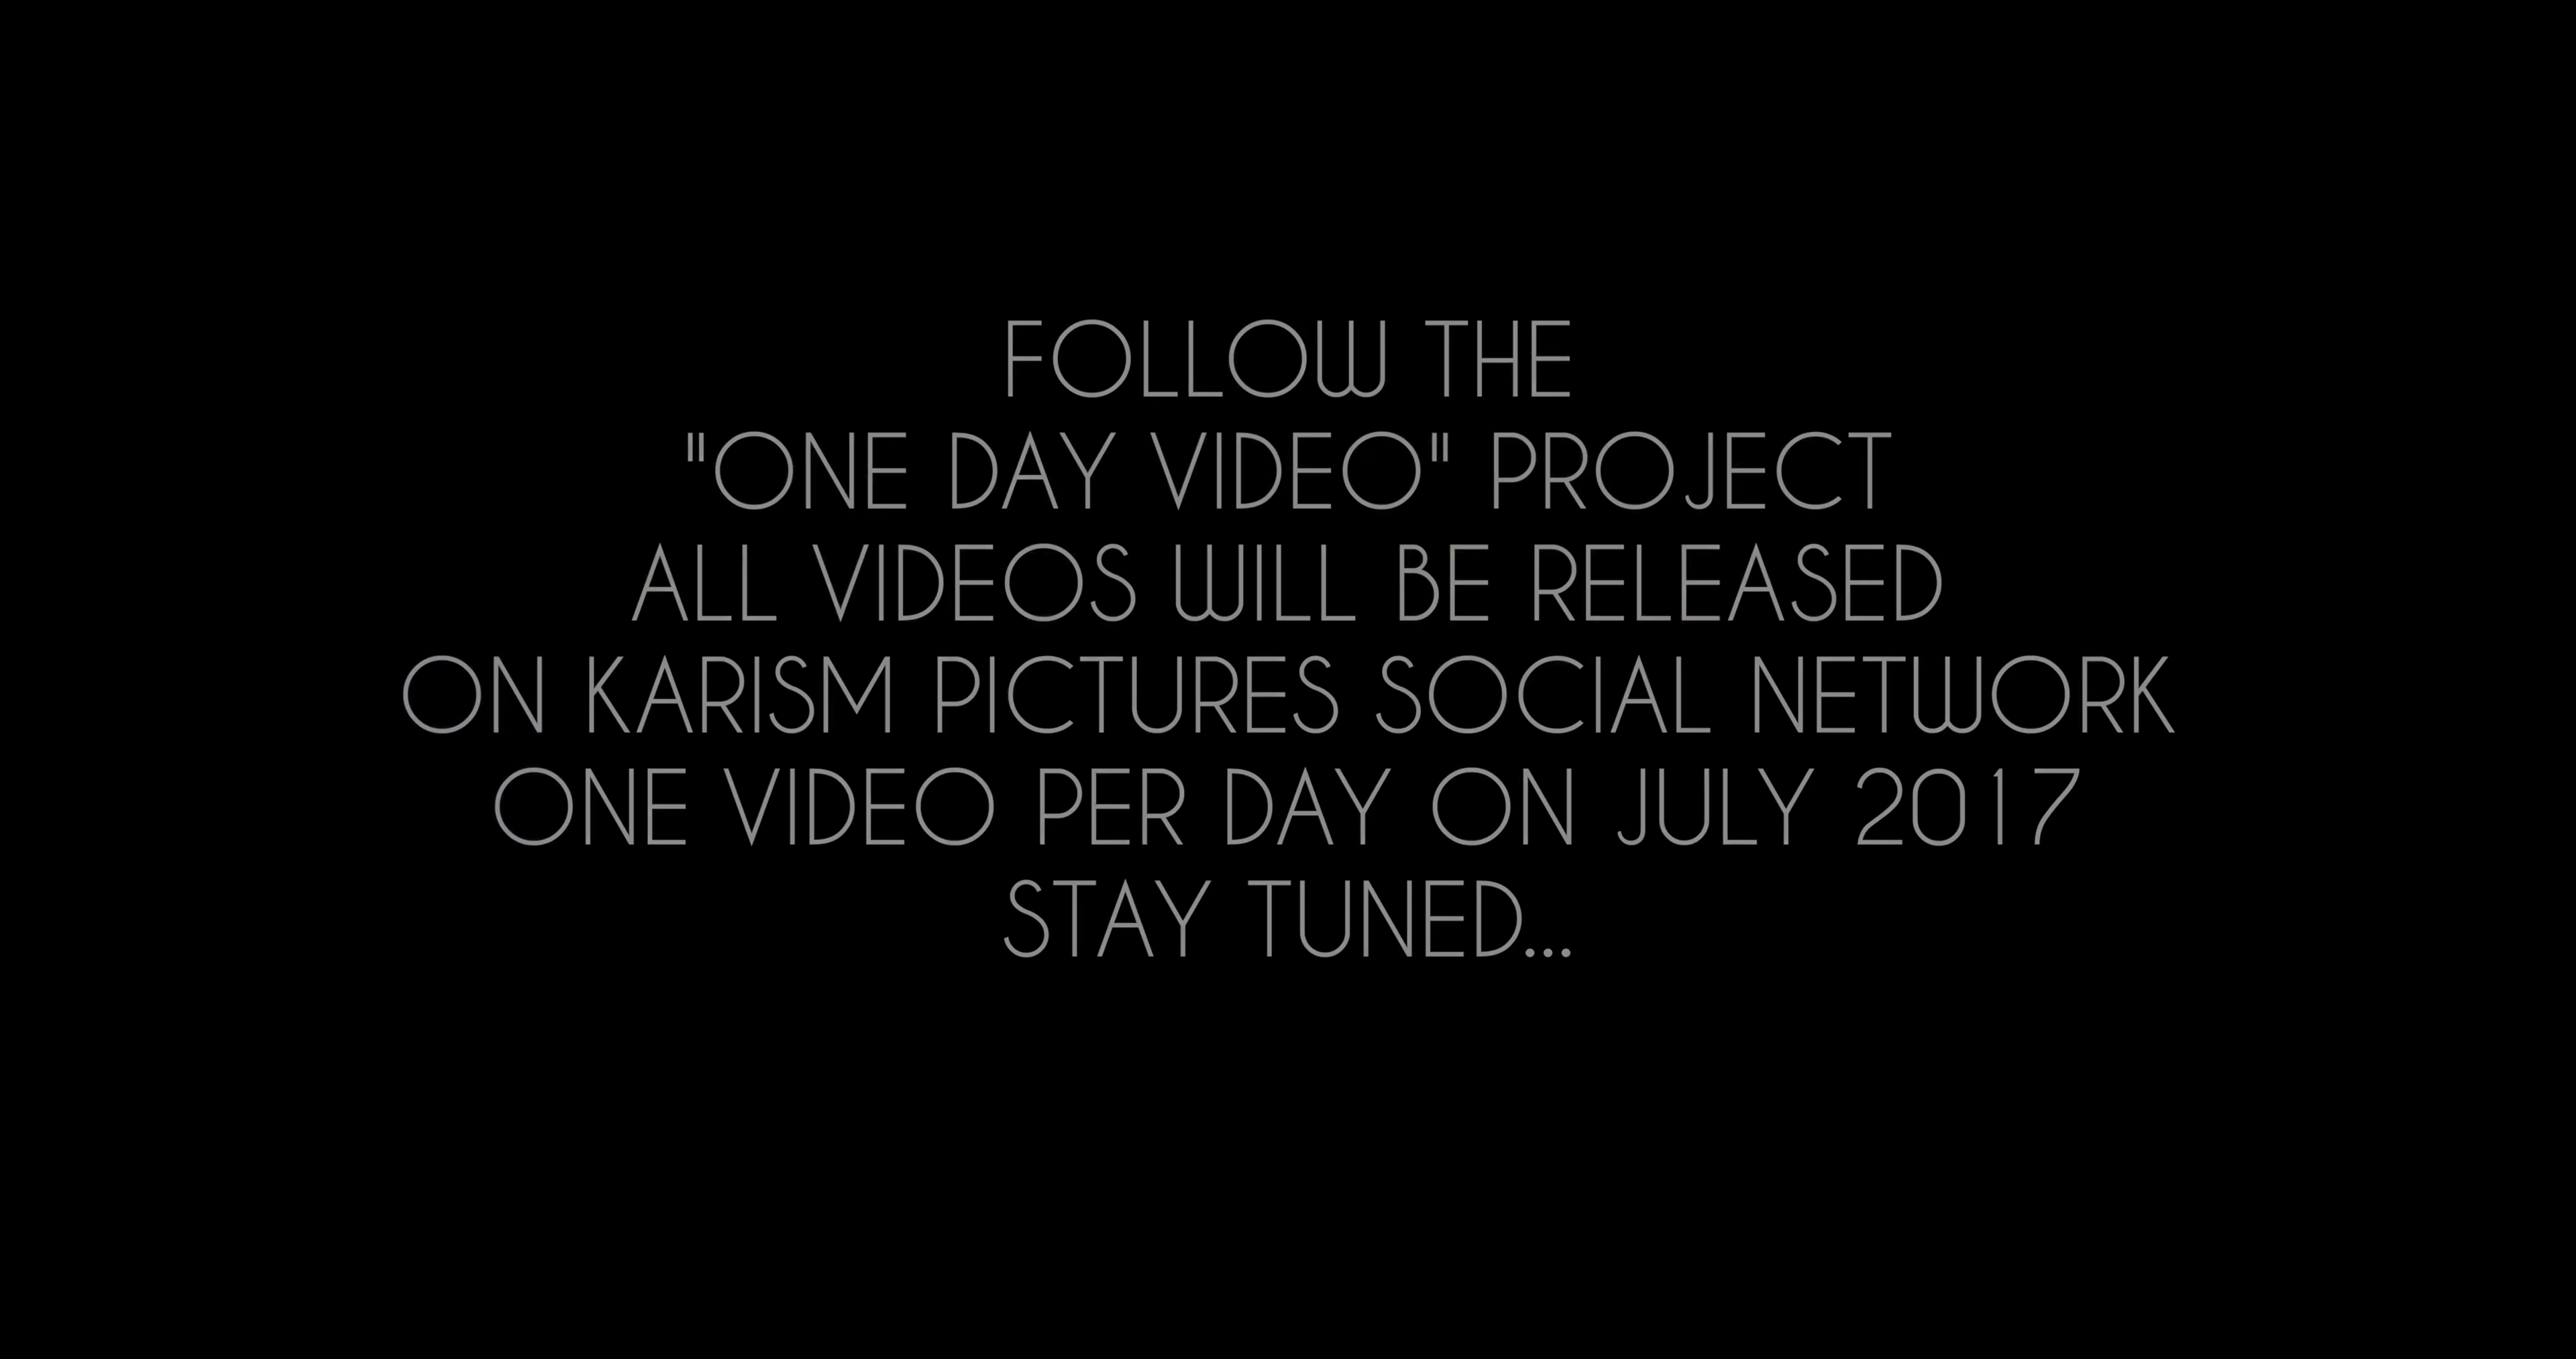 FOLLOW THE
"ONE DAY VIDEO" PROJECT
ALL VIDEOS WILL BE RELEASED
ON KARISM PICTURES SOCIAL NETWORK
ONE VIDEO PER DAY ON JULY 2017
STAY TUNED...